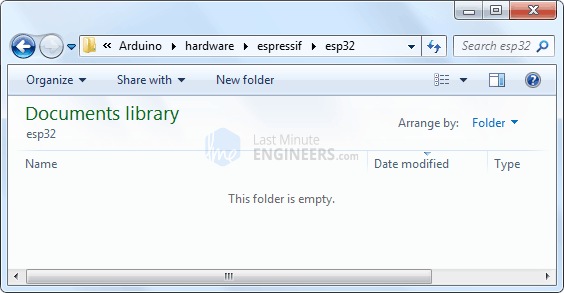 « Arduino hardware espressif esp32 Search esp32
Organize Share with New folder
Documents library
esp32
Arrange by: Folder
lme Last Minute
ENGINEERS.com
Name Date modified Type
This folder is empty.